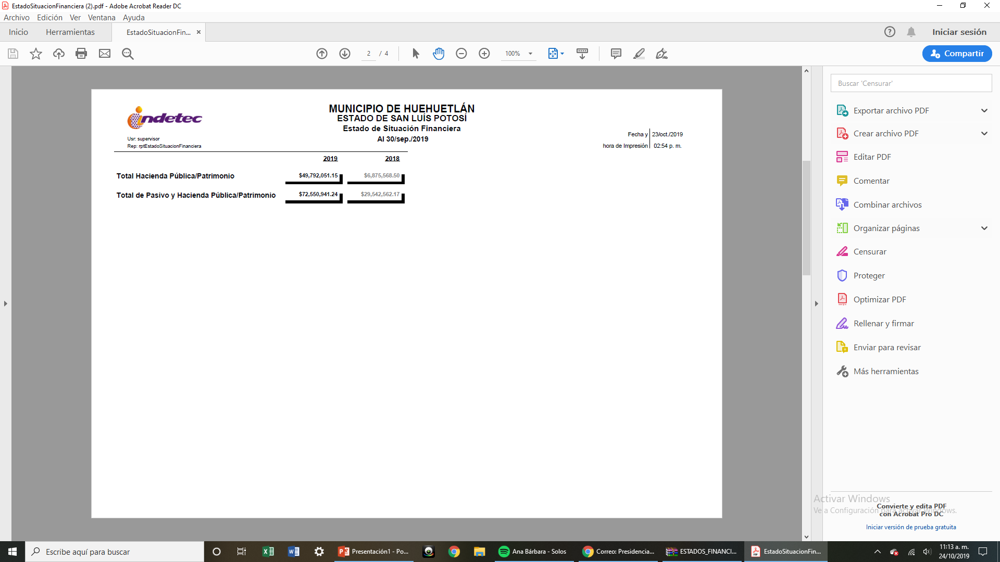 EstadoSituacionFinanciera (2).pdf - Adobe Acrobat Reader DC
Archivo Edición Ver Ventana Ayuda
Inicio Herramientas EstadoSituacionFin... × Iniciar sesión
2 / 4 100% Compartir
Buscar 'Censurar'
indetec
MUNICIPIO DE HUEHUETLÁN
ESTADO DE SAN LUÍS POTOSÍ
Estado de Situación Financiera
Al 30/sep./2019
Usr: supervisor
Rep: rptEstadoSituacionFinanciera
Fecha y 23/oct./2019
hora de Impresión 02:54 p. m.
2019 2018
Total Hacienda Pública/Patrimonio $49,792,051.15 $6,875,568.50
Total de Pasivo y Hacienda Pública/Patrimonio $72,550,941.24 $29,542,562.17
Exportar archivo PDF
Crear archivo PDF
Editar PDF
Comentar
Combinar archivos
Organizar páginas
Censurar
Proteger
Optimizar PDF
Rellenar y firmar
Enviar para revisar
Más herramientas
Activar Windows
Ve a Configuración para activar Windows.
Convierte y edita PDF
con Acrobat Pro DC
Iniciar versión de prueba gratuita
Escribe aquí para buscar
Presentación1 - Po...
Ana Bárbara - Solos
Correo: Presidencia...
ESTADOS_FINANCI...
EstadoSituacionFin...
11:13 a. m.
24/10/2019